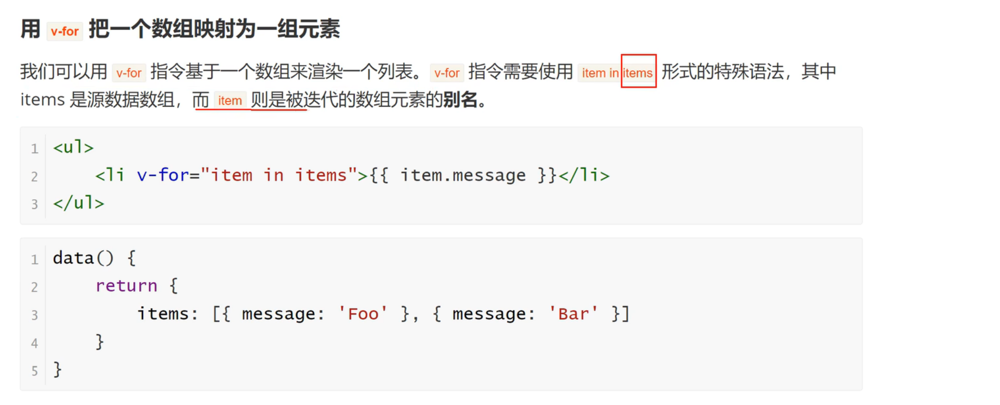 用 v-for 把一个数组映射为一组元素
我们可以用 v-for 指令基于一个数组来渲染一个列表。v-for 指令需要使用 item in items 形式的特殊语法，其中
items 是源数据数组，而 item 则是被迭代的数组元素的别名。
1 <ul>
2     <li v-for="item in items">{{ item.message }}</li>
3 </ul>
1 data() {
2     return {
3         items: [{ message: 'Foo' }, { message: 'Bar' }]
4     }
5 }